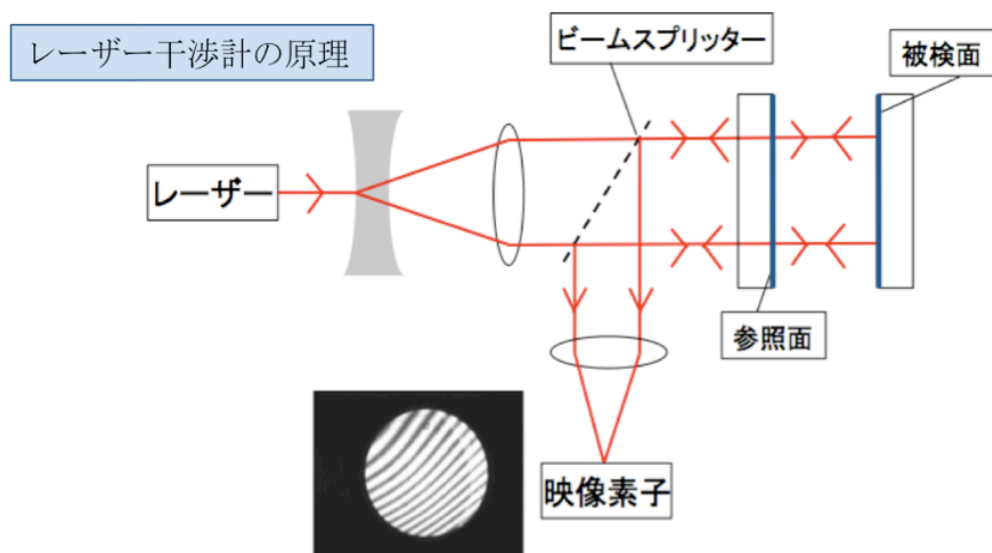 レーザー干渉計の原理
ビームスプリッター
被検面
レーザー
参照面
映像素子